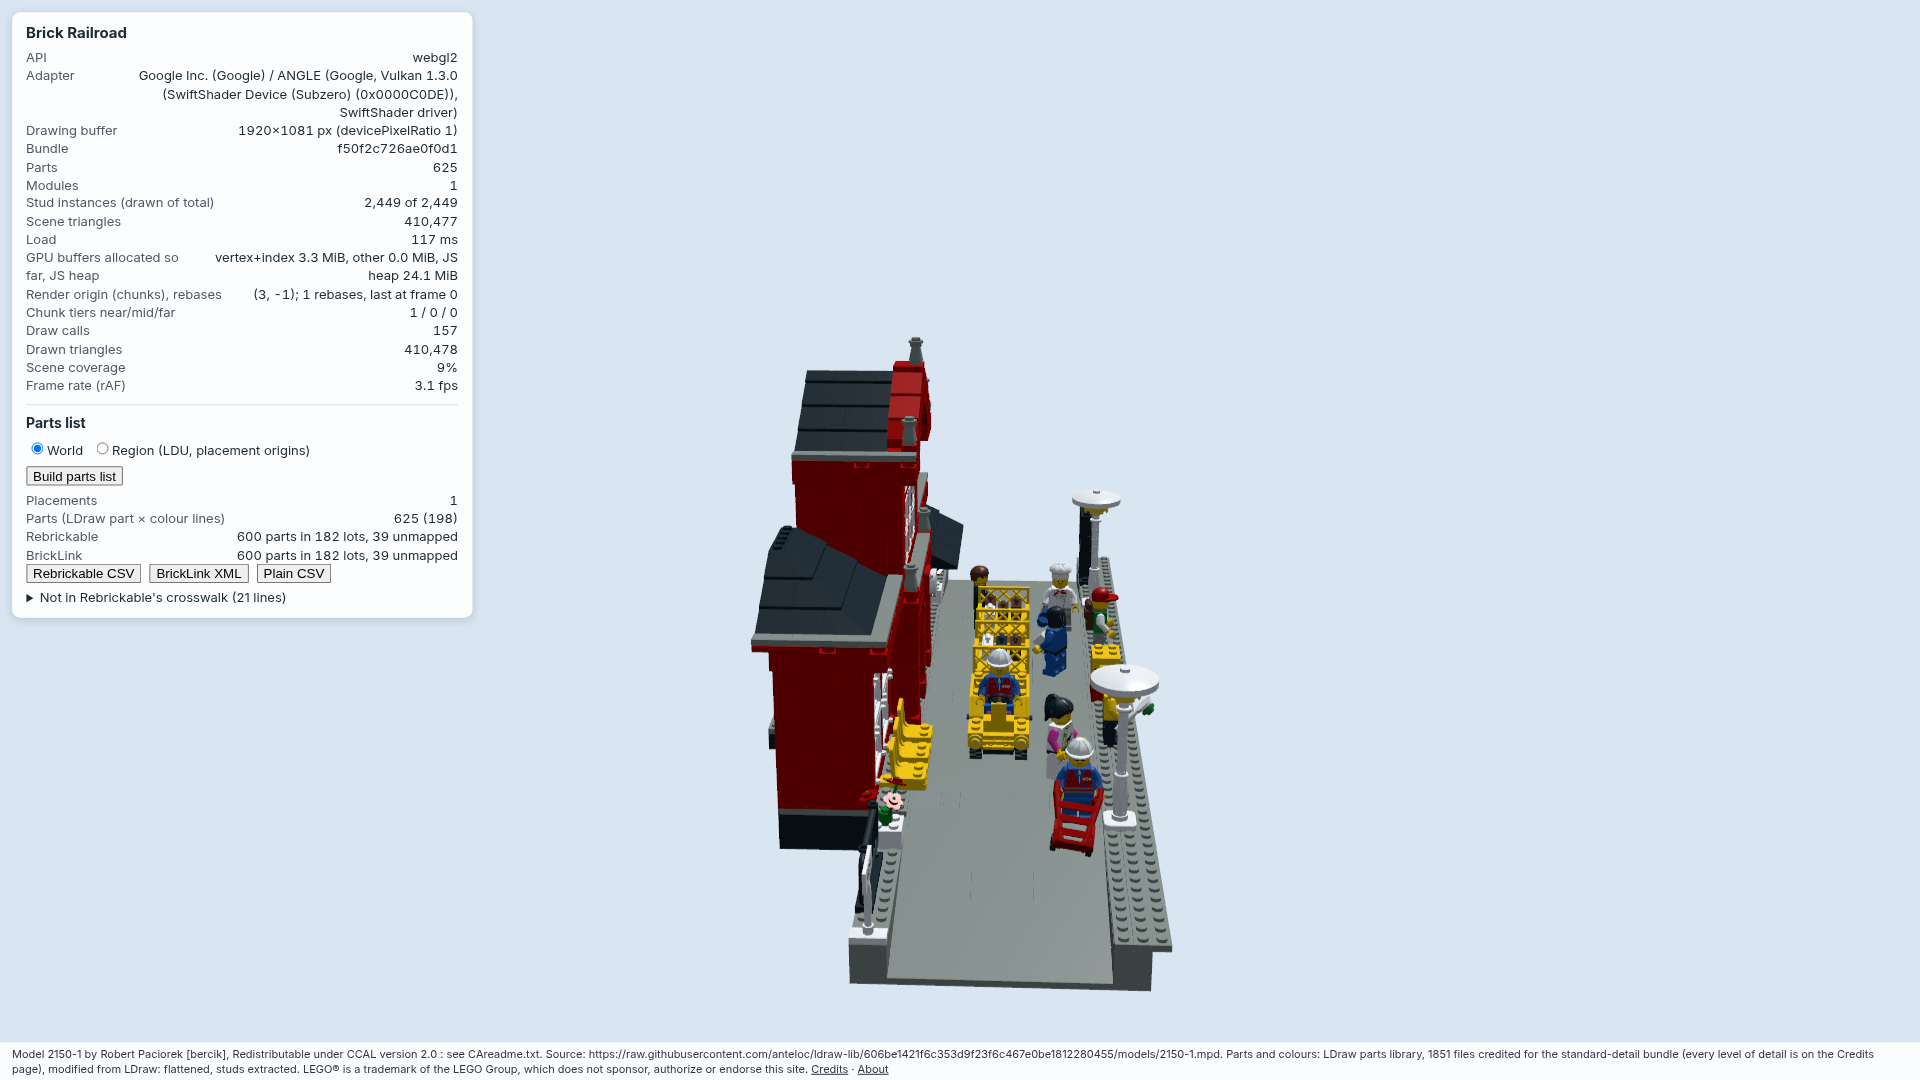 Brick Railroad
API webgl2
Adapter Google Inc. (Google) / ANGLE (Google, Vulkan 1.3.0
(SwiftShader Device (Subzero) (0x0000C0DE)),
SwiftShader driver)
Drawing buffer 1920×1081 px (devicePixelRatio 1)
Bundle f50f2c726ae0f0d1
Parts 625
Modules 1
Stud instances (drawn of total) 2,449 of 2,449
Scene triangles 410,477
Load 117 ms
GPU buffers allocated so vertex+index 3.3 MiB, other 0.0 MiB, JS
far, JS heap heap 24.1 MiB
Render origin (chunks), rebases (3, -1); 1 rebases, last at frame 0
Chunk tiers near/mid/far 1 / 0 / 0
Draw calls 157
Drawn triangles 410,478
Scene coverage 9%
Frame rate (rAF) 3.1 fps
Parts list
World Region (LDU, placement origins)
Build parts list
Placements 1
Parts (LDraw part × colour lines) 625 (198)
Rebrickable 600 parts in 182 lots, 39 unmapped
BrickLink 600 parts in 182 lots, 39 unmapped
Rebrickable CSV BrickLink XML Plain CSV
▶ Not in Rebrickable's crosswalk (21 lines)
Model 2150-1 by Robert Paciorek [bercik], Redistributable under CCAL version 2.0 : see CAreadme.txt. Source: https://raw.githubusercontent.com/anteloc/ldraw-lib/606be1421f6c353d9f23f6c467e0be1812280455/models/2150-1.mpd. Parts and colours: LDraw parts library, 1851 files credited for the standard-detail bundle (every level of detail is on the Credits
page), modified from LDraw: flattened, studs extracted. LEGO® is a trademark of the LEGO Group, which does not sponsor, authorize or endorse this site. Credits · About